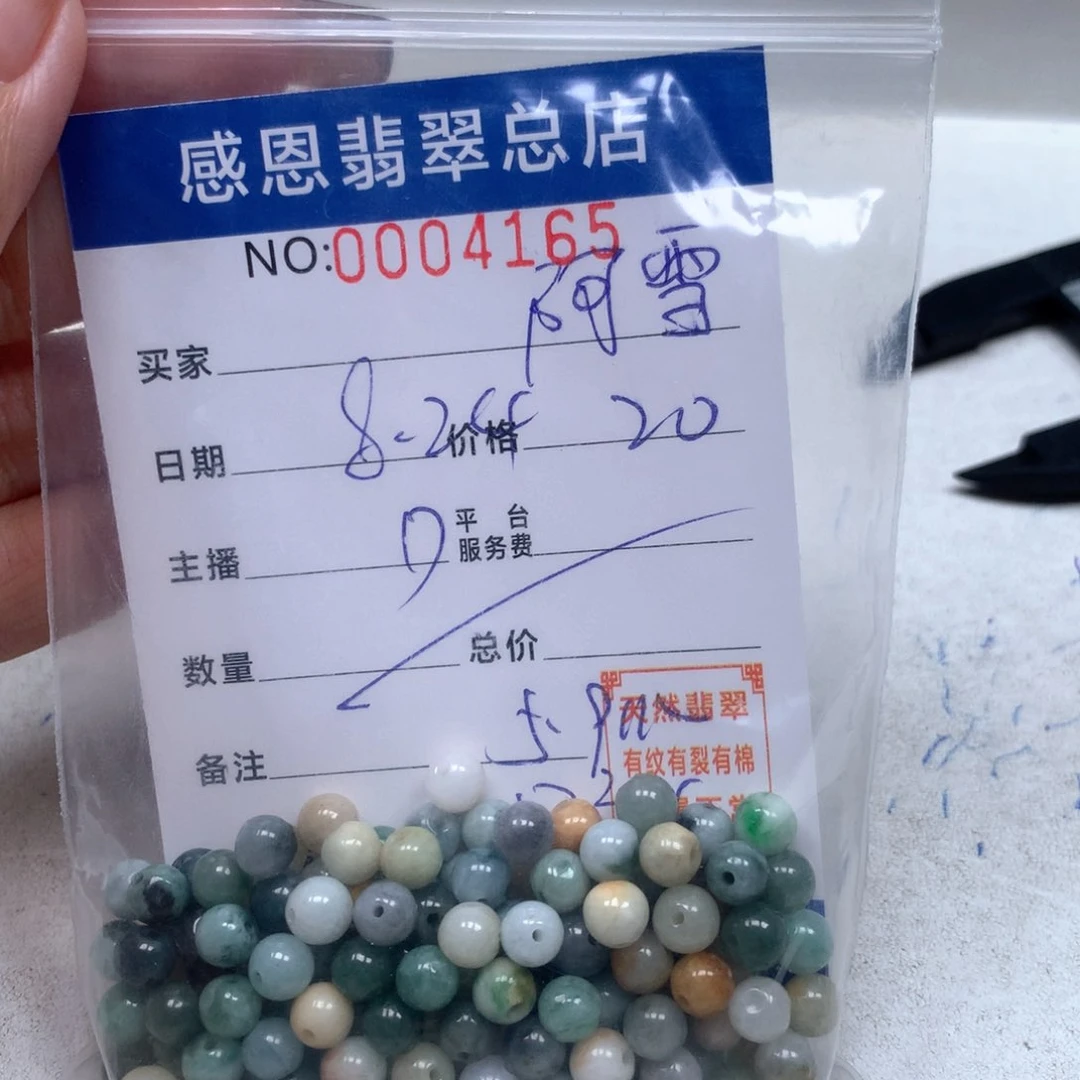 感恩翡翠总店
NO:0004165
买家 阿雪
日期 8-24 价格 20
主播 平台服务费
数量 总价
备注
天然翡翠
有纹有裂有棉